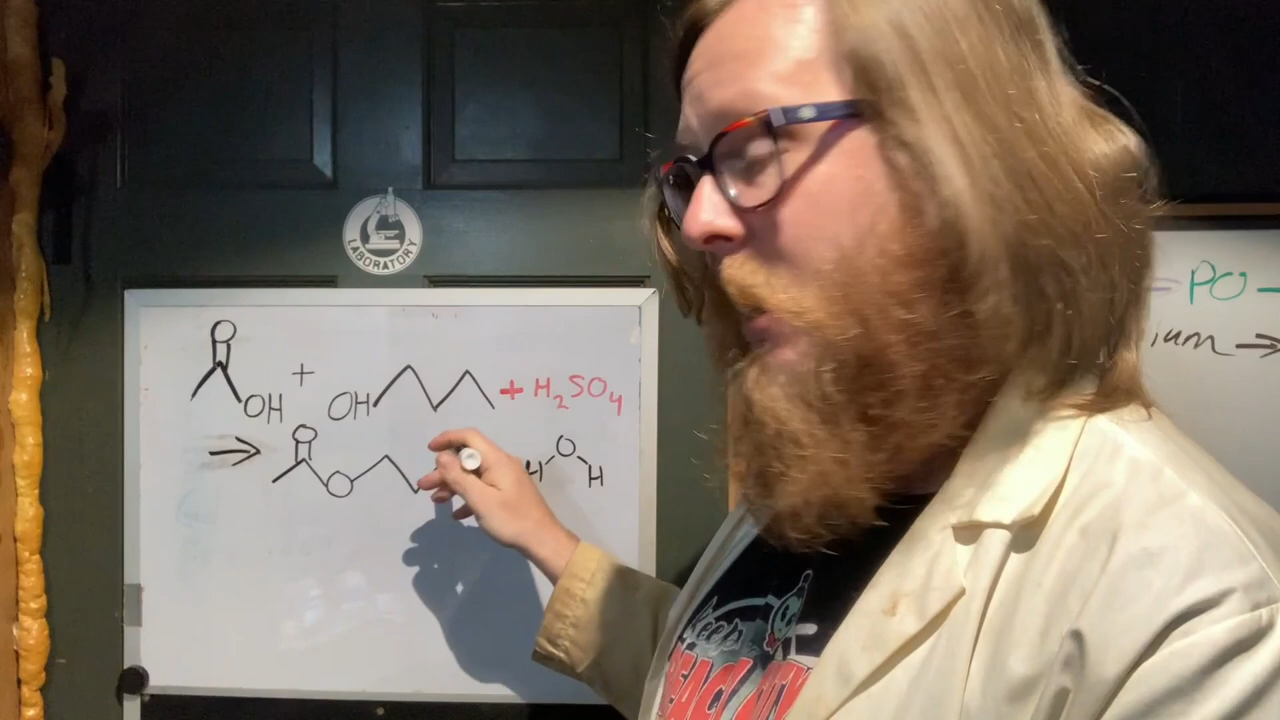 LABORATORY
O
+ OH OH + H₂SO₄
→ O O O
H H
PO
ium →
Keep